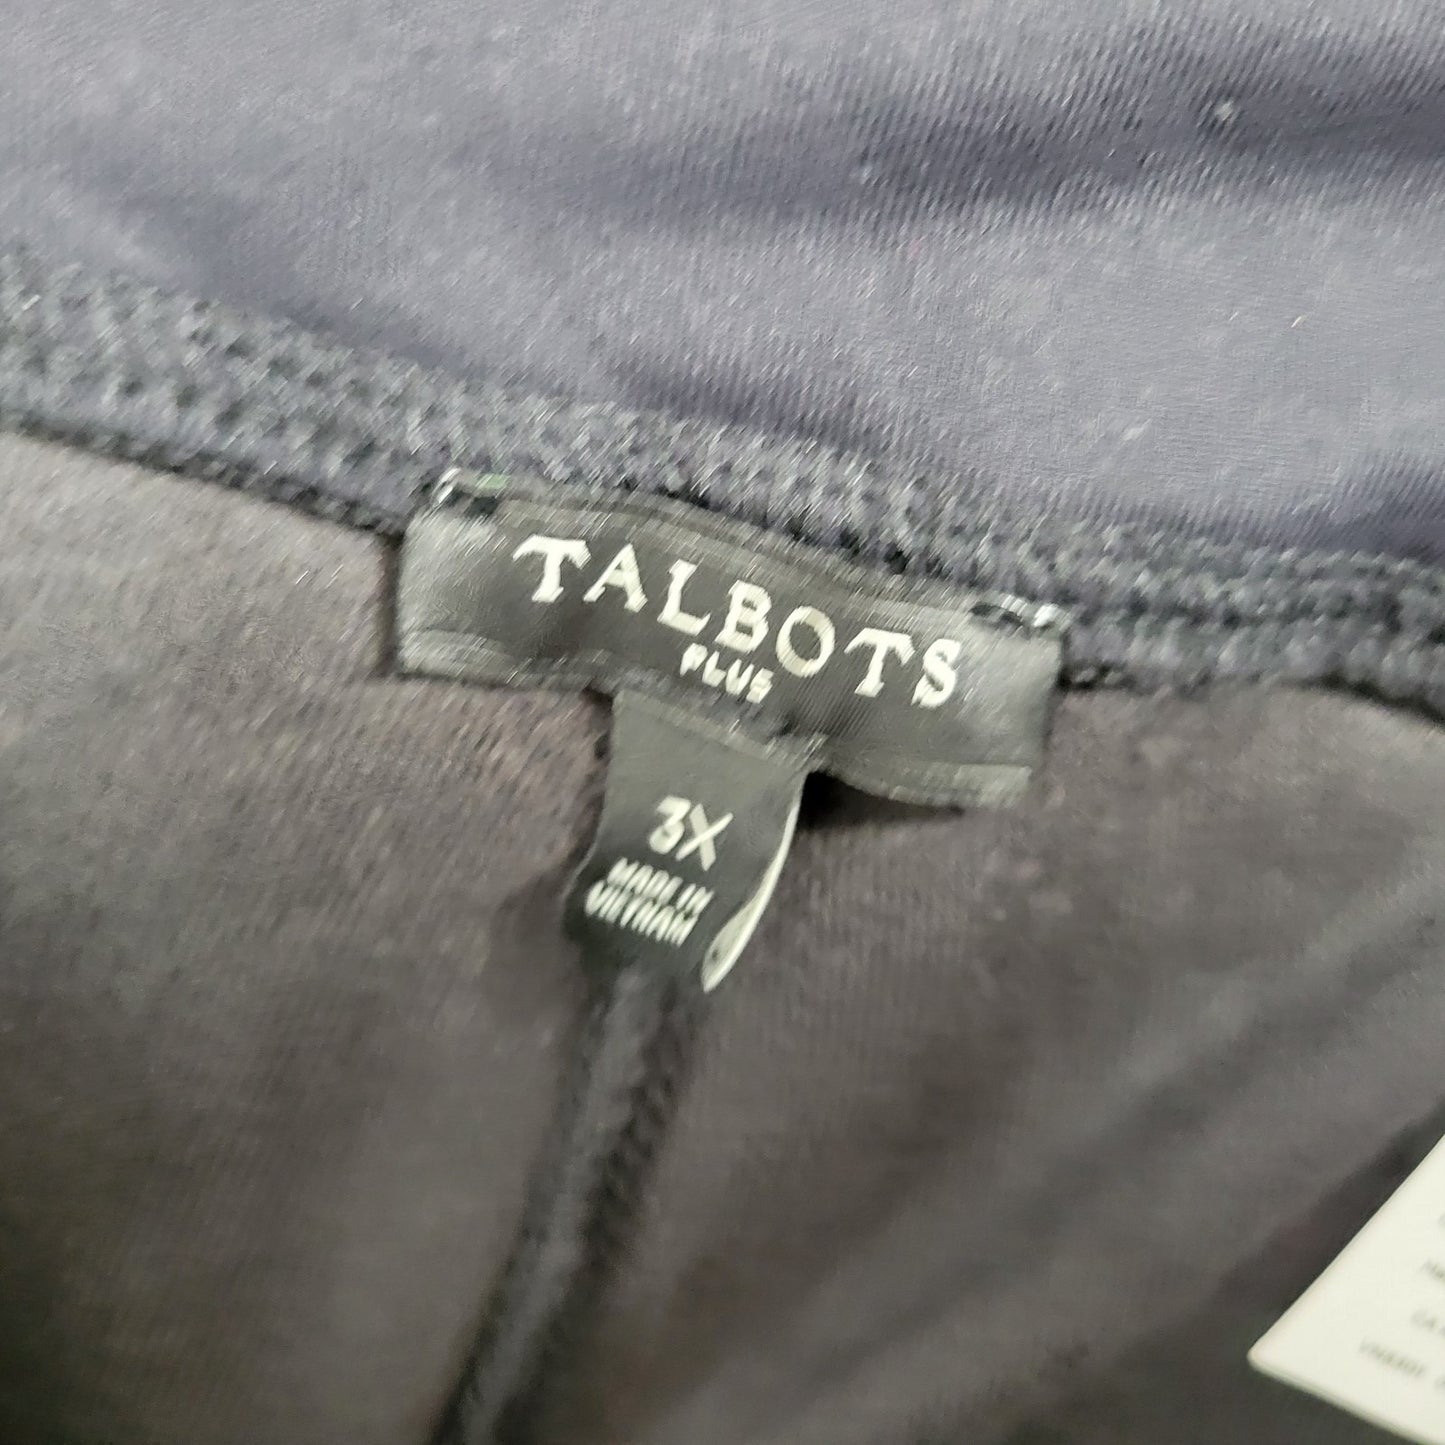 TALBOTS
PLUS
3X
MADE IN
VIETNAM